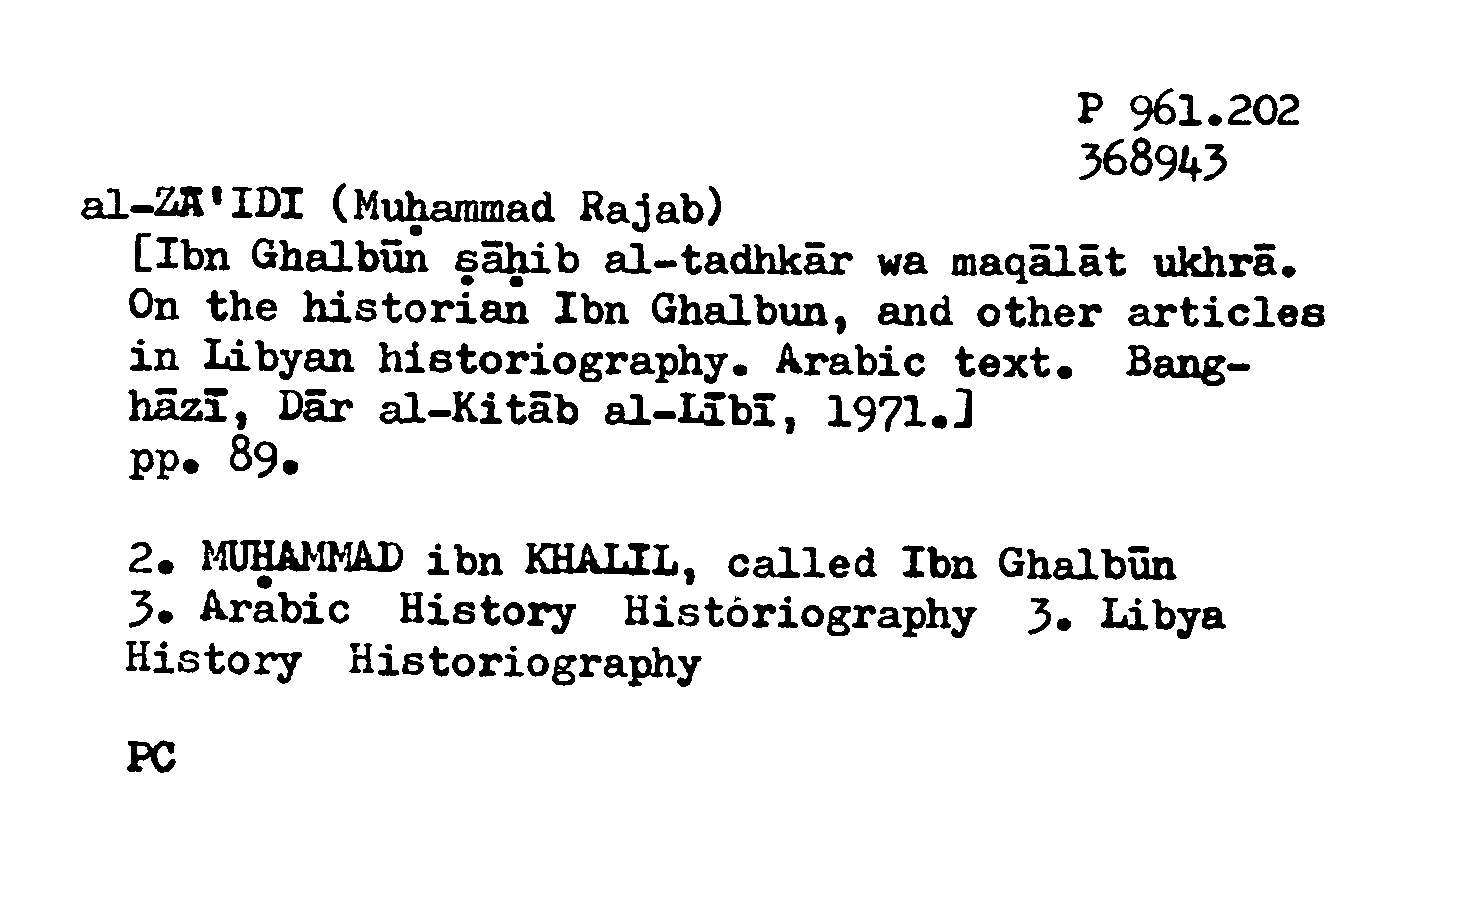 P 961.202
368943
al-ZĀ'IDI (Muḥammad Rajab)
[Ibn Ghalbūn ṣāḥib al-tadhkār wa maqālāt ukhrā.
On the historian Ibn Ghalbun, and other articles
in Libyan historiography. Arabic text. Bang-
hāzī, Dār al-Kitāb al-Lībī, 1971.]
pp. 89.
2. MUḤAMMAD ibn KHALIL, called Ibn Ghalbūn
3. Arabic History Historiography 3. Libya
History Historiography
PC